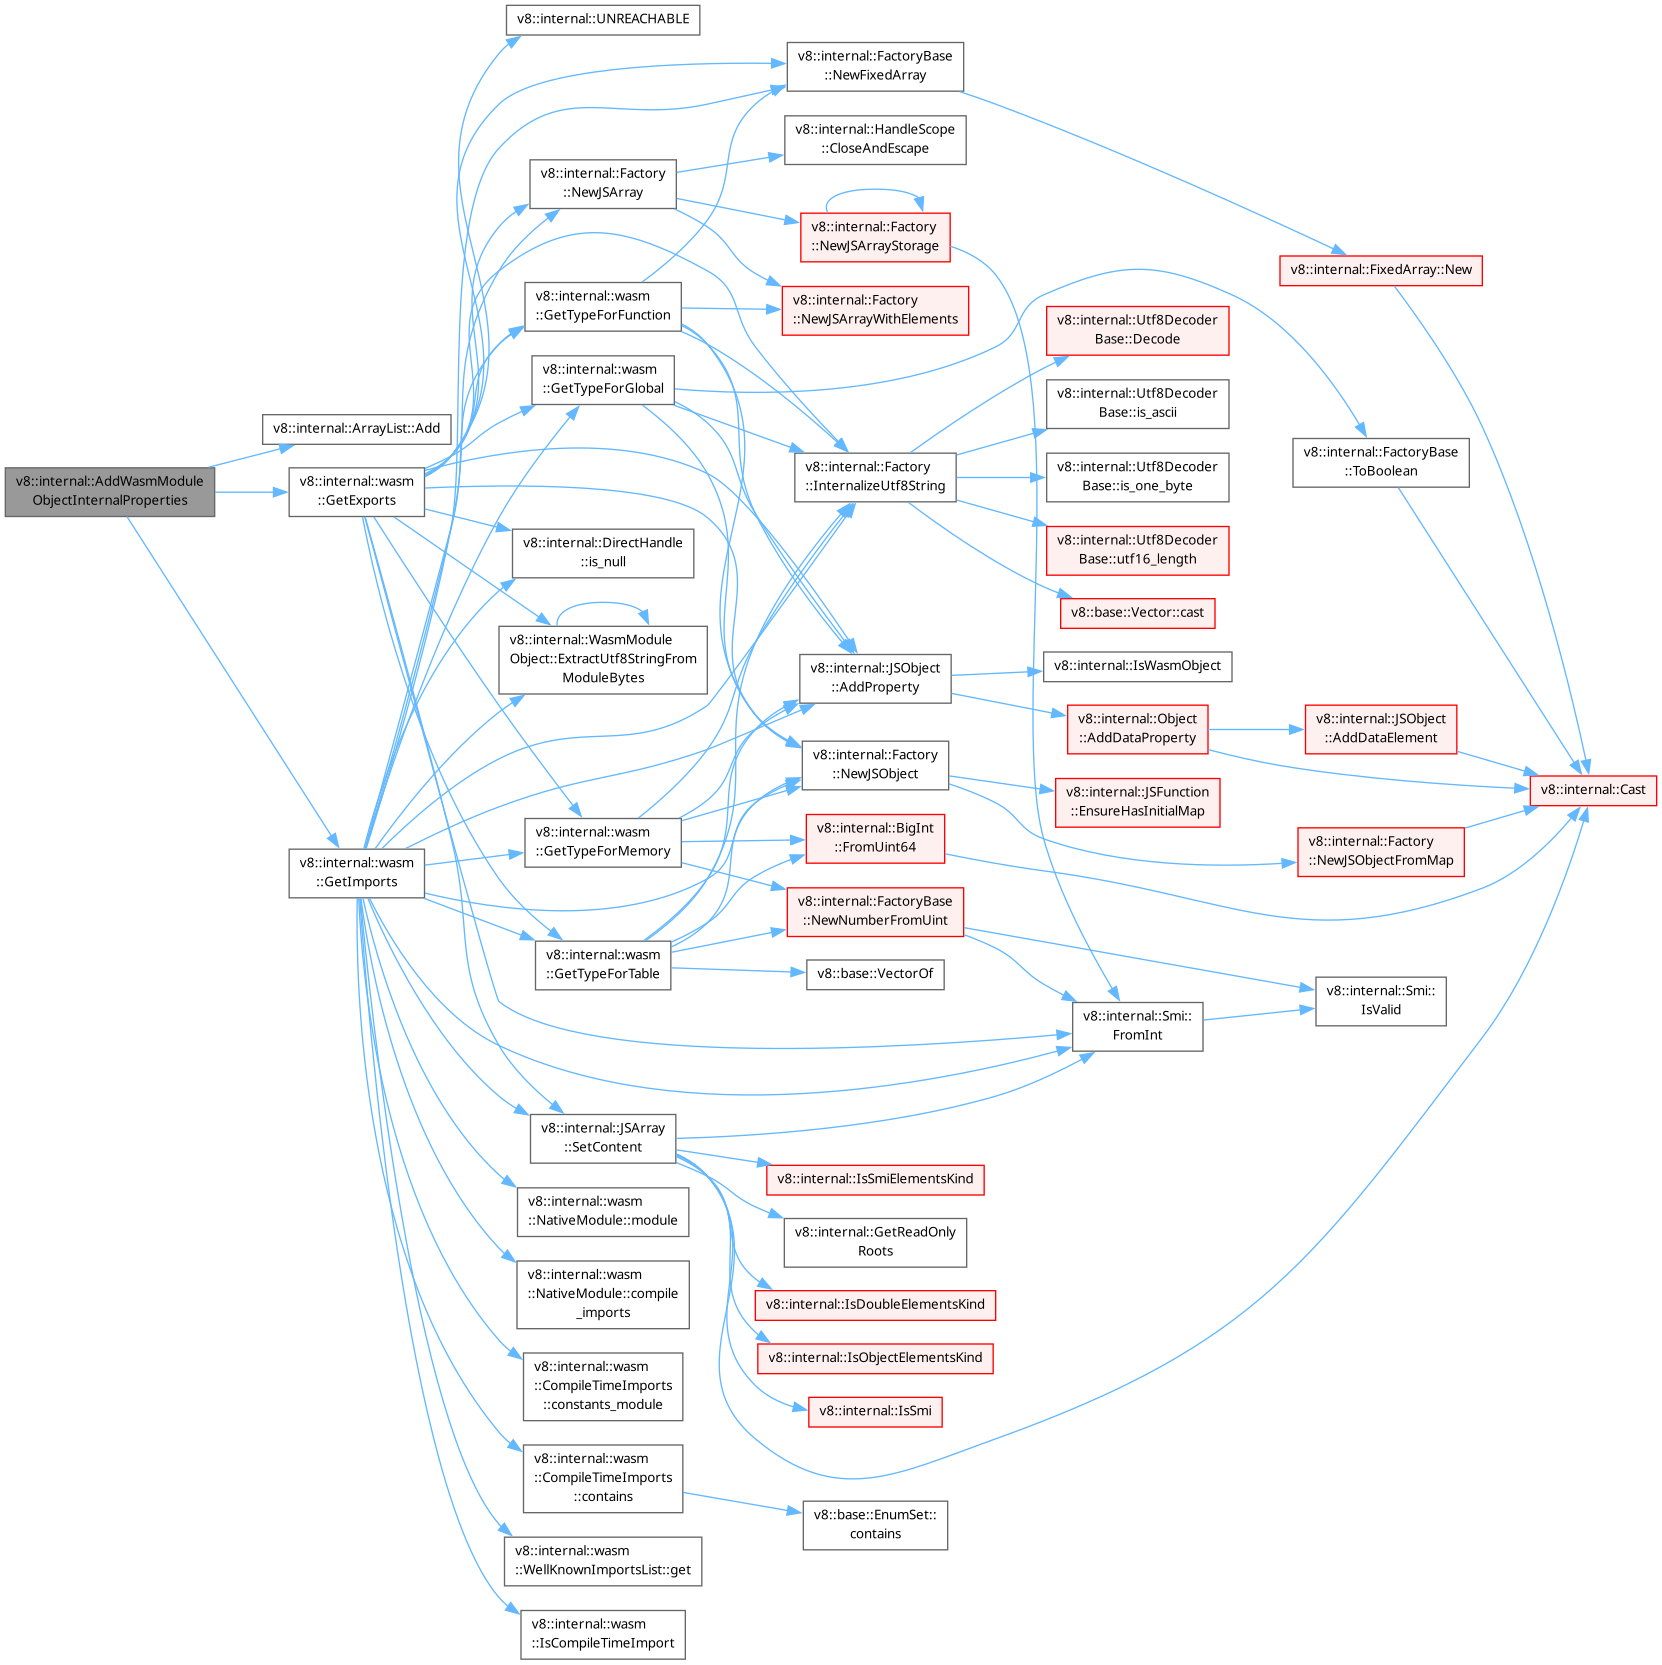 v8::internal::AddWasmModule
ObjectInternalProperties
v8::internal::ArrayList::Add
v8::internal::wasm
::GetExports
v8::internal::wasm
::GetImports
v8::internal::UNREACHABLE
v8::internal::Factory
::NewJSArray
v8::internal::wasm
::GetTypeForFunction
v8::internal::wasm
::GetTypeForGlobal
v8::internal::DirectHandle
::is_null
v8::internal::WasmModule
Object::ExtractUtf8StringFrom
ModuleBytes
v8::internal::wasm
::GetTypeForMemory
v8::internal::wasm
::GetTypeForTable
v8::internal::JSArray
::SetContent
v8::internal::wasm
::NativeModule::module
v8::internal::wasm
::NativeModule::compile
_imports
v8::internal::wasm
::CompileTimeImports
::constants_module
v8::internal::wasm
::CompileTimeImports
::contains
v8::internal::wasm
::WellKnownImportsList::get
v8::internal::wasm
::IsCompileTimeImport
v8::internal::FactoryBase
::NewFixedArray
v8::internal::HandleScope
::CloseAndEscape
v8::internal::Factory
::NewJSArrayStorage
v8::internal::Factory
::NewJSArrayWithElements
v8::internal::Factory
::InternalizeUtf8String
v8::internal::JSObject
::AddProperty
v8::internal::Factory
::NewJSObject
v8::internal::BigInt
::FromUint64
v8::internal::FactoryBase
::NewNumberFromUint
v8::base::VectorOf
v8::internal::IsSmiElementsKind
v8::internal::GetReadOnly
Roots
v8::internal::IsDoubleElementsKind
v8::internal::IsObjectElementsKind
v8::internal::IsSmi
v8::base::EnumSet::
contains
v8::internal::Utf8Decoder
Base::Decode
v8::internal::Utf8Decoder
Base::is_ascii
v8::internal::Utf8Decoder
Base::is_one_byte
v8::internal::Utf8Decoder
Base::utf16_length
v8::base::Vector::cast
v8::internal::IsWasmObject
v8::internal::Object
::AddDataProperty
v8::internal::JSFunction
::EnsureHasInitialMap
v8::internal::Smi::
FromInt
v8::internal::FixedArray::New
v8::internal::FactoryBase
::ToBoolean
v8::internal::JSObject
::AddDataElement
v8::internal::Factory
::NewJSObjectFromMap
v8::internal::Smi::
IsValid
v8::internal::Cast